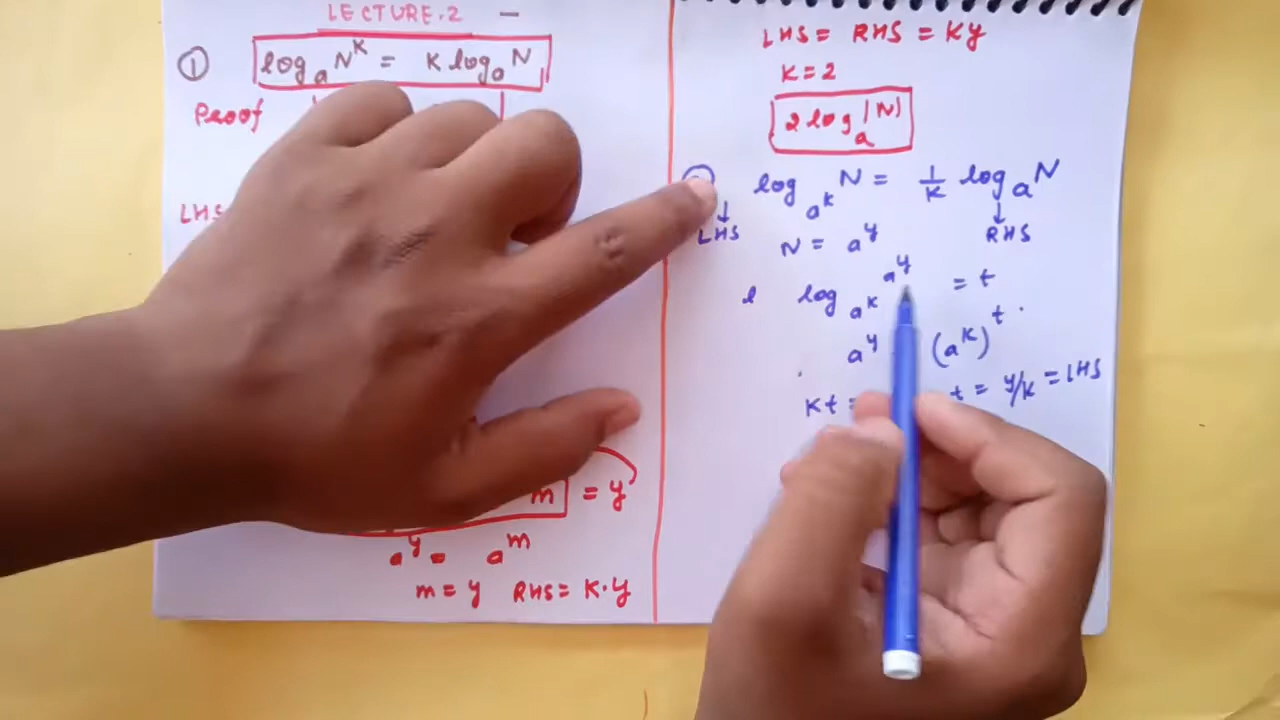 LECTURE.2 —
① log_a N^K = K log_a N
Proof
LHS
m = y
a^y = a^m
m = y RHS = K·y
LHS = RHS = Ky
K = 2
2 log_a |N|
log_{a^k} N = 1/K log_a N
↓ ↓
LHS RHS
N = a^y
l log_{a^k} a^y = t
a^y (a^k)^t
Kt = t = y/k = LHS